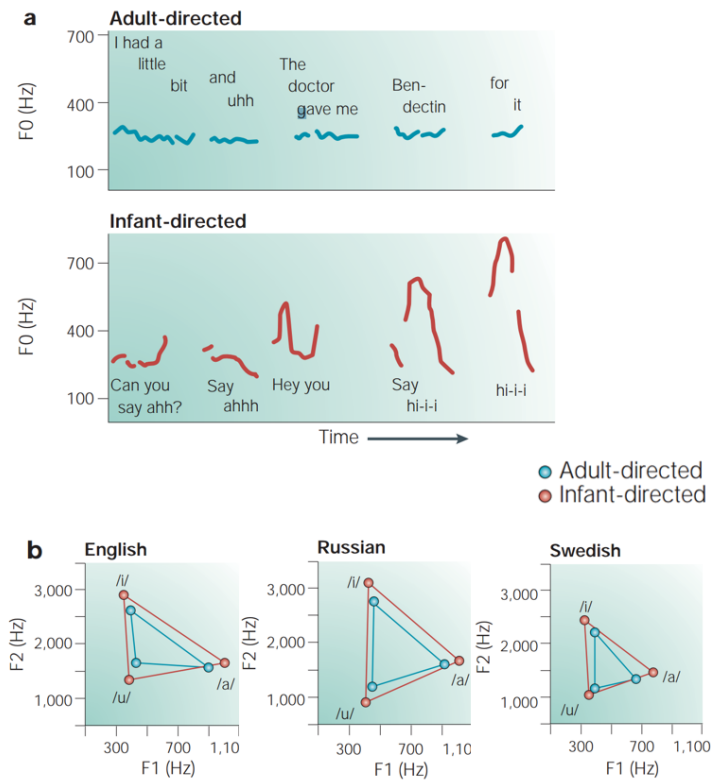 a
Adult-directed
700
400
100
F0 (Hz)
I had a
little
bit
and
uhh
The
doctor
gave me
Ben-
dectin
for
it
Infant-directed
700
400
100
F0 (Hz)
Can you
say ahh?
Say
ahhh
Hey you
Say
hi-i-i
hi-i-i
Time
Adult-directed
Infant-directed
b
English
3,000
2,000
1,000
F2 (Hz)
/i/
/u/
/a/
300
700
1,10
F1 (Hz)
Russian
3,000
2,000
1,000
F2 (Hz)
/i/
/u/
/a/
300
700
1,10
F1 (Hz)
Swedish
3,000
2,000
1,000
F2 (Hz)
/i/
/u/
/a/
300
700
1,100
F1 (Hz)